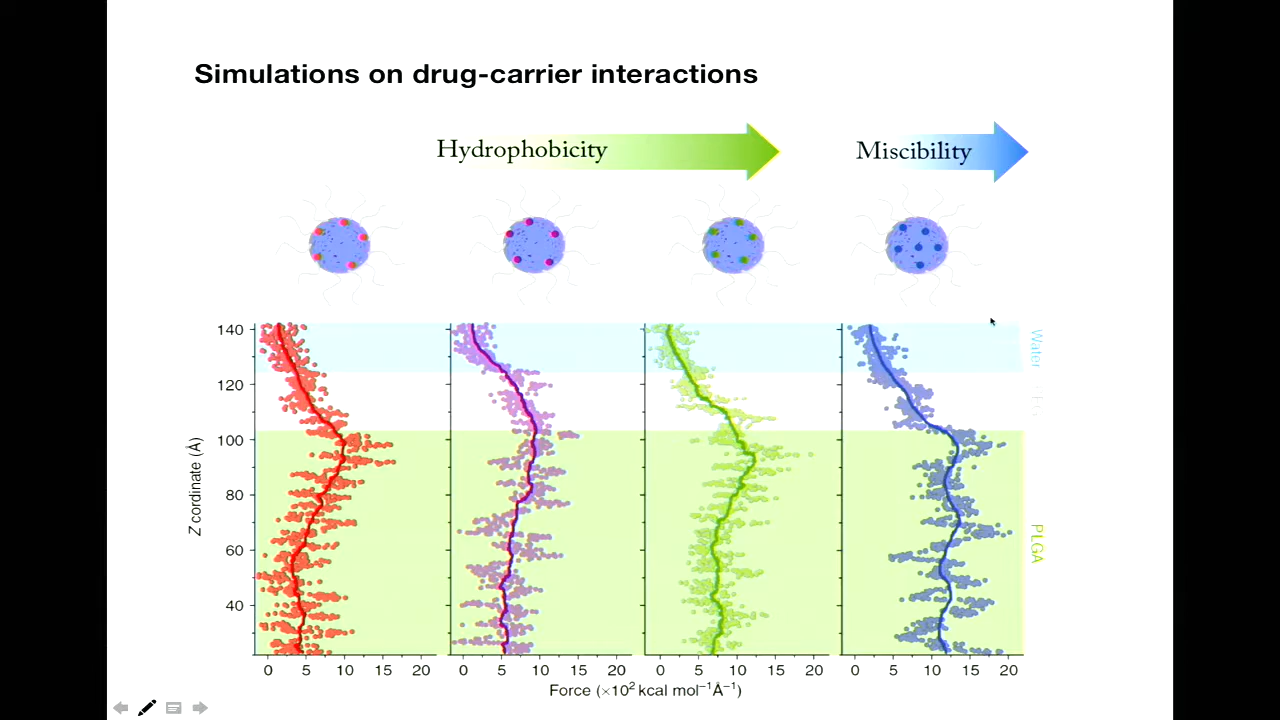 Simulations on drug-carrier interactions
Hydrophobicity
Miscibility
140
120
100
80
60
40
Z coordinate (Å)
Water
PLGA
0 5 10 15 20 0 5 10 15 20 0 5 10 15 20 0 5 10 15 20
Force (×10² kcal mol⁻¹Å⁻¹)